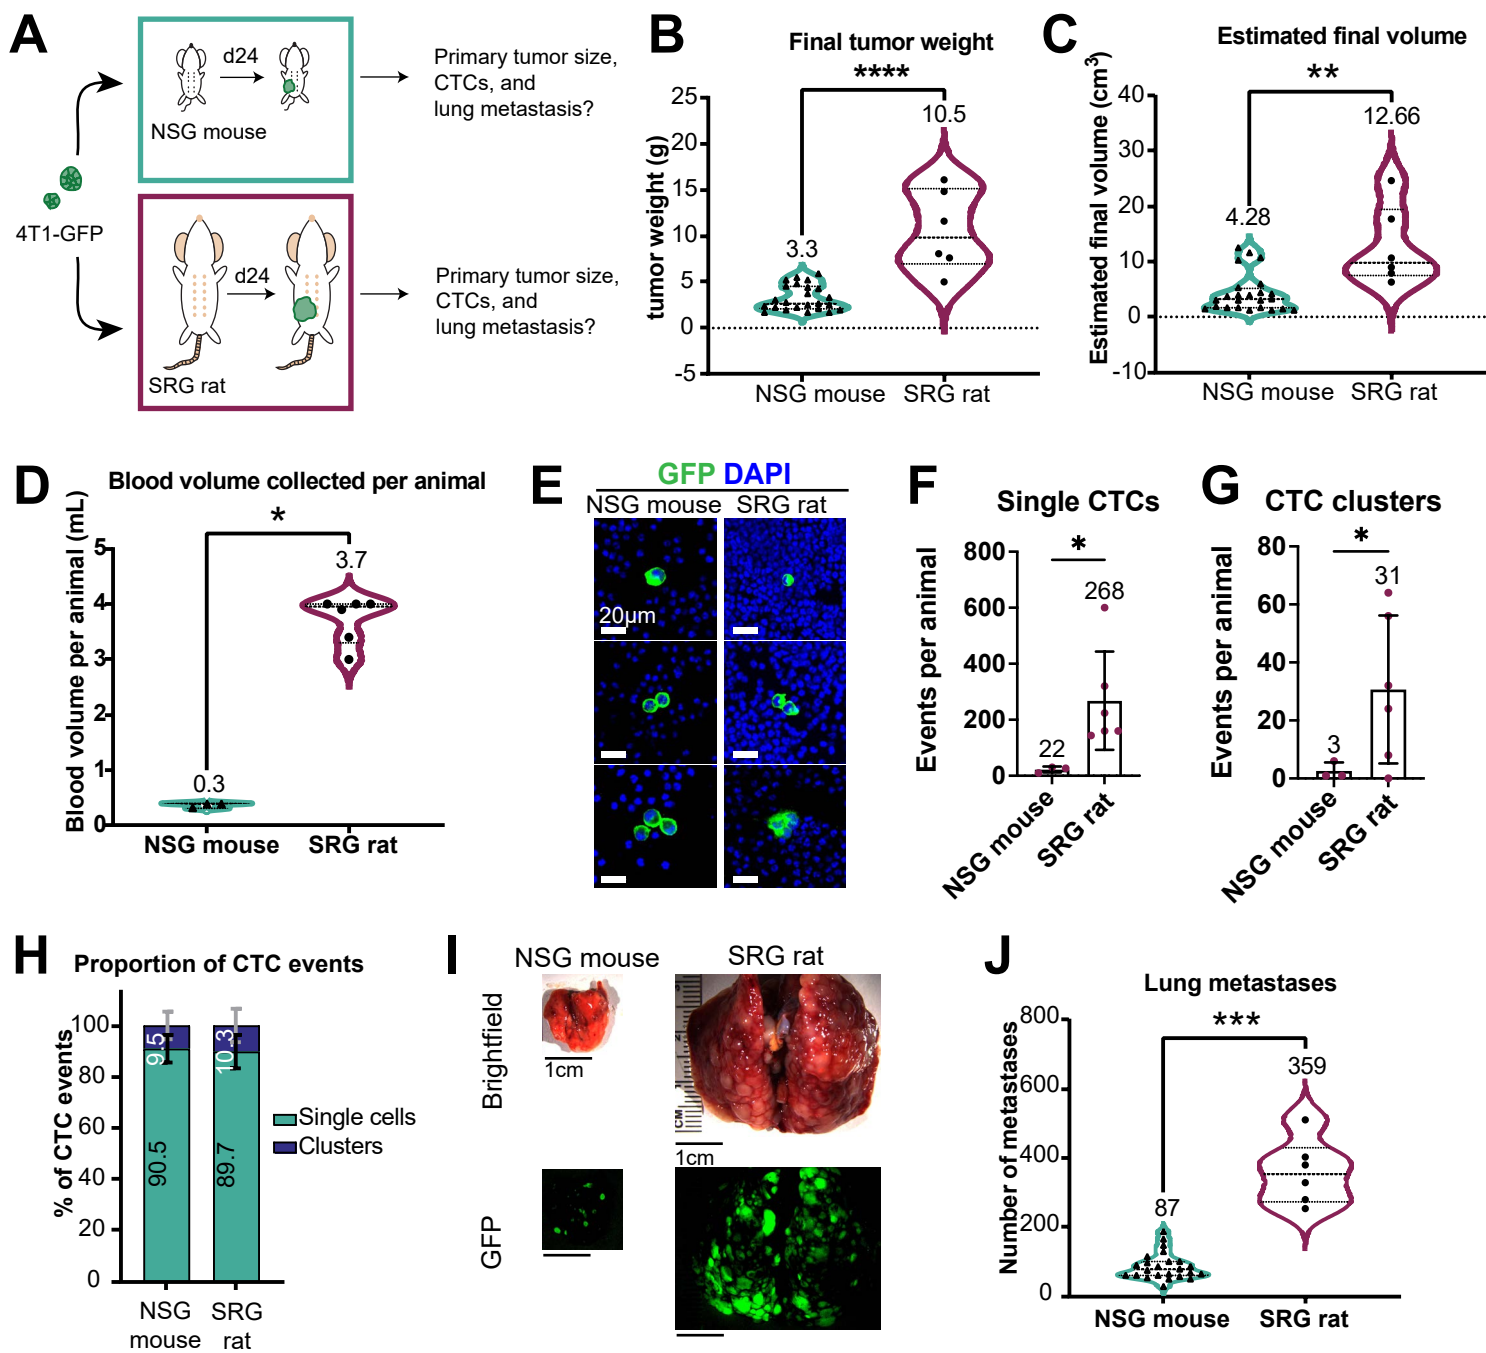 A
d24
NSG mouse
Primary tumor size,
CTCs, and
lung metastasis?
4T1-GFP
d24
SRG rat
Primary tumor size,
CTCs, and
lung metastasis?
B
Final tumor weight
****
tumor weight (g)
25
20
15
10
5
0
-5
3.3
10.5
NSG mouse
SRG rat
C
Estimated final volume
**
Estimated final volume (cm³)
40
30
20
10
0
-10
4.28
12.66
NSG mouse
SRG rat
D
Blood volume collected per animal
*
Blood volume per animal (mL)
5
4
3
2
1
0
0.3
3.7
NSG mouse
SRG rat
E
GFP DAPI
NSG mouse
SRG rat
20µm
F
Single CTCs
*
Events per animal
800
600
400
200
0
22
268
NSG mouse
SRG rat
G
CTC clusters
*
Events per animal
80
60
40
20
0
3
31
NSG mouse
SRG rat
H
Proportion of CTC events
% of CTC events
100
80
60
40
20
0
9.5
10.3
90.5
89.7
Single cells
Clusters
NSG
mouse
SRG
rat
I
NSG mouse
SRG rat
Brightfield
1cm
1cm
GFP
J
Lung metastases
***
Number of metastases
800
600
400
200
0
87
359
NSG mouse
SRG rat